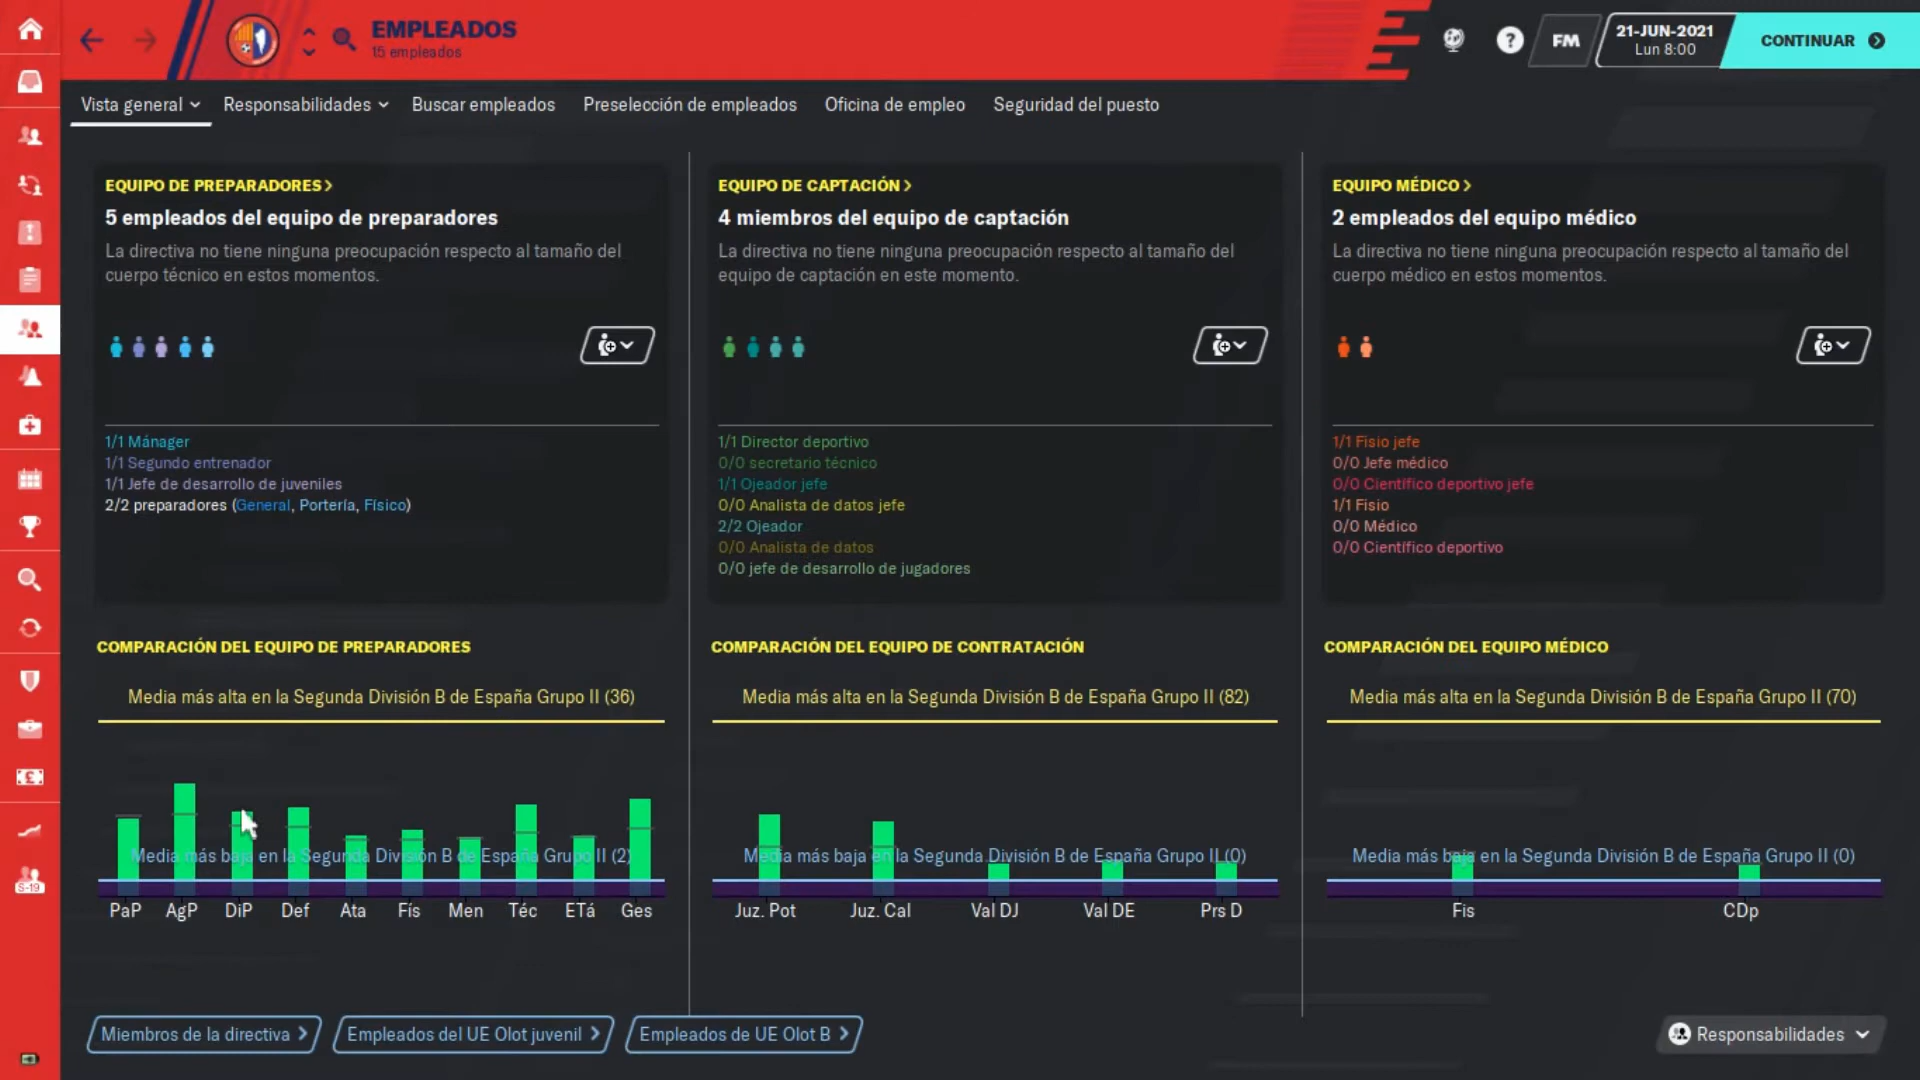 EMPLEADOS
15 empleados
FM
21-JUN-2021
Lun 8:00
CONTINUAR
Vista general
Responsabilidades
Buscar empleados
Preselección de empleados
Oficina de empleo
Seguridad del puesto
EQUIPO DE PREPARADORES
5 empleados del equipo de preparadores
La directiva no tiene ninguna preocupación respecto al tamaño del
cuerpo técnico en estos momentos.
1/1 Mánager
1/1 Segundo entrenador
1/1 Jefe de desarrollo de juveniles
2/2 preparadores (General, Portería, Físico)
EQUIPO DE CAPTACIÓN
4 miembros del equipo de captación
La directiva no tiene ninguna preocupación respecto al tamaño del
equipo de captación en este momento.
1/1 Director deportivo
0/0 secretario técnico
1/1 Ojeador jefe
0/0 Analista de datos jefe
2/2 Ojeador
0/0 Analista de datos
0/0 jefe de desarrollo de jugadores
EQUIPO MÉDICO
2 empleados del equipo médico
La directiva no tiene ninguna preocupación respecto al tamaño del
cuerpo médico en estos momentos.
1/1 Fisio jefe
0/0 Jefe médico
0/0 Científico deportivo jefe
1/1 Fisio
0/0 Médico
0/0 Científico deportivo
COMPARACIÓN DEL EQUIPO DE PREPARADORES
Media más alta en la Segunda División B de España Grupo II (36)
Media más baja en la Segunda División B de España Grupo II (2)
PaP AgP DiP Def Ata Fís Men Téc ETá Ges
COMPARACIÓN DEL EQUIPO DE CONTRATACIÓN
Media más alta en la Segunda División B de España Grupo II (82)
Media más baja en la Segunda División B de España Grupo II (0)
Juz. Pot Juz. Cal Val DJ Val DE Prs D
COMPARACIÓN DEL EQUIPO MÉDICO
Media más alta en la Segunda División B de España Grupo II (70)
Media más baja en la Segunda División B de España Grupo II (0)
Fis CDp
S-19
Miembros de la directiva
Empleados del UE Olot juvenil
Empleados de UE Olot B
Responsabilidades